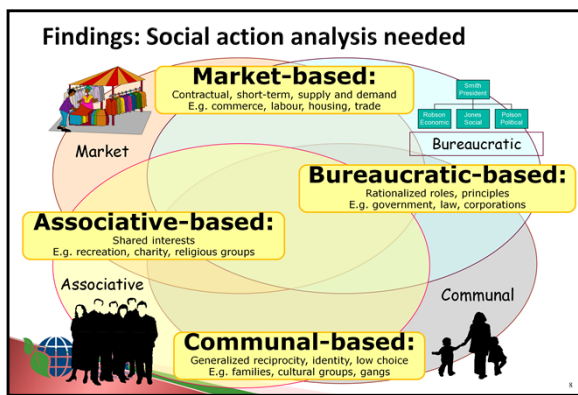 Findings: Social action analysis needed
Market-based:
Contractual, short-term, supply and demand
E.g. commerce, labour, housing, trade
Market
Smith
President
Robson
Economic
Jones
Social
Polson
Political
Bureaucratic
Bureaucratic-based:
Rationalized roles, principles
E.g. government, law, corporations
Associative-based:
Shared interests
E.g. recreation, charity, religious groups
Associative
Communal
Communal-based:
Generalized reciprocity, identity, low choice
E.g. families, cultural groups, gangs
8